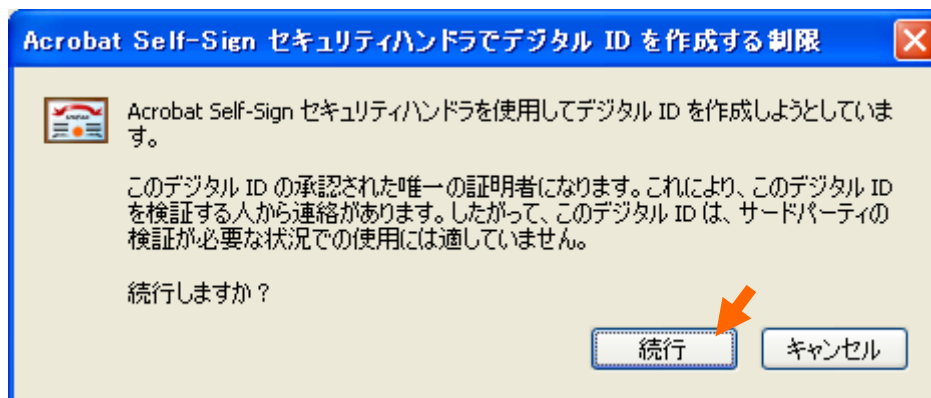 Acrobat Self-Sign セキュリティハンドラでデジタル ID を作成する制限
Acrobat Self-Sign セキュリティハンドラを使用してデジタル ID を作成しようとしていま
す。
このデジタル ID の承認された唯一の証明者になります。これにより、このデジタル ID
を検証する人から連絡があります。したがって、このデジタル ID は、サードパーティの
検証が必要な状況での使用には適していません。
続行しますか？
続行
キャンセル